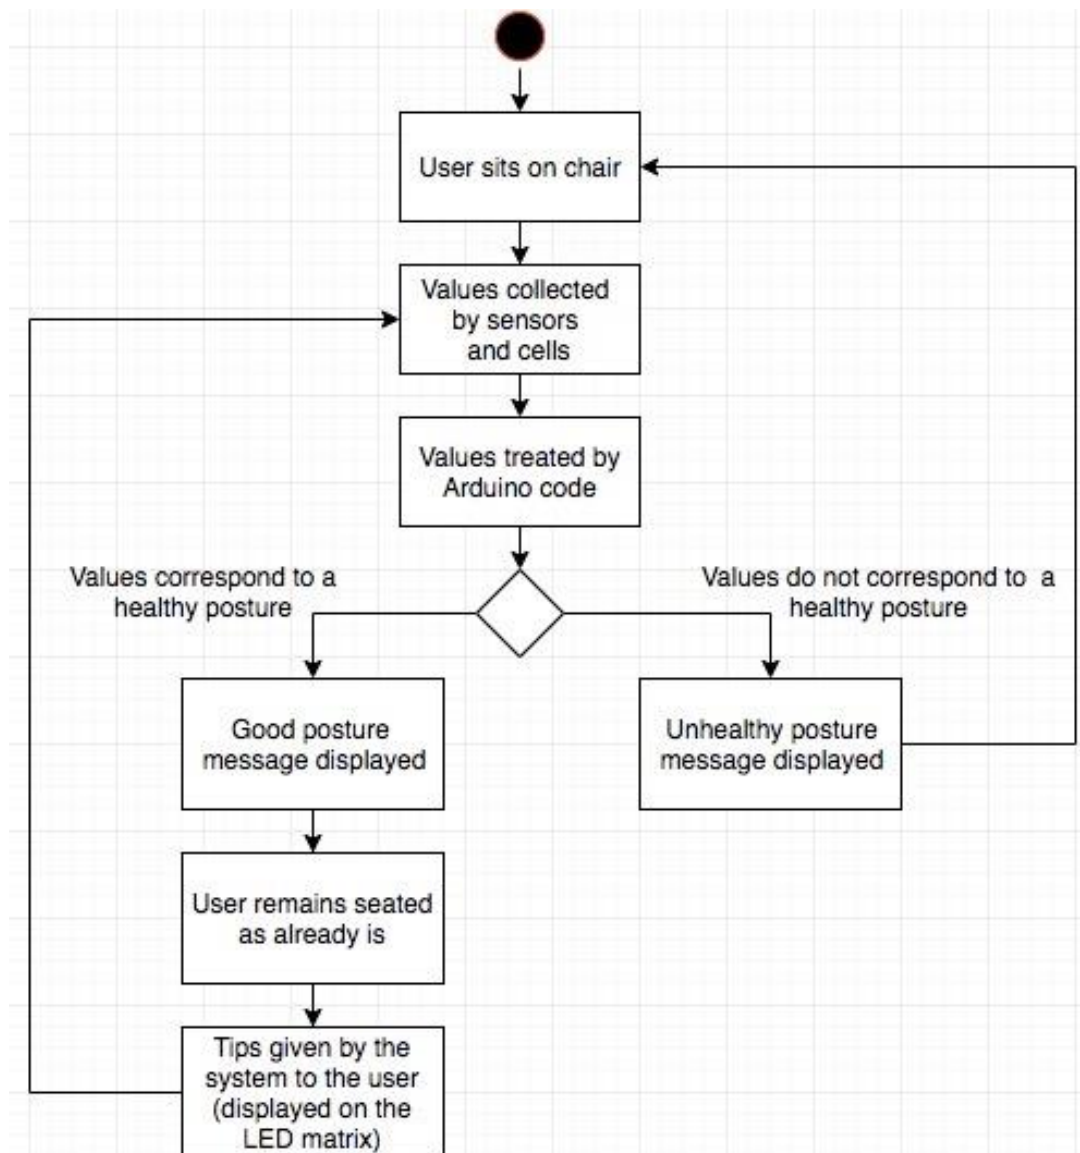 User sits on chair
Values collected
by sensors
and cells
Values treated by
Arduino code
Values correspond to a
healthy posture
Values do not correspond to a
healthy posture
Good posture
message displayed
Unhealthy posture
message displayed
User remains seated
as already is
Tips given by the
system to the user
(displayed on the
LED matrix)